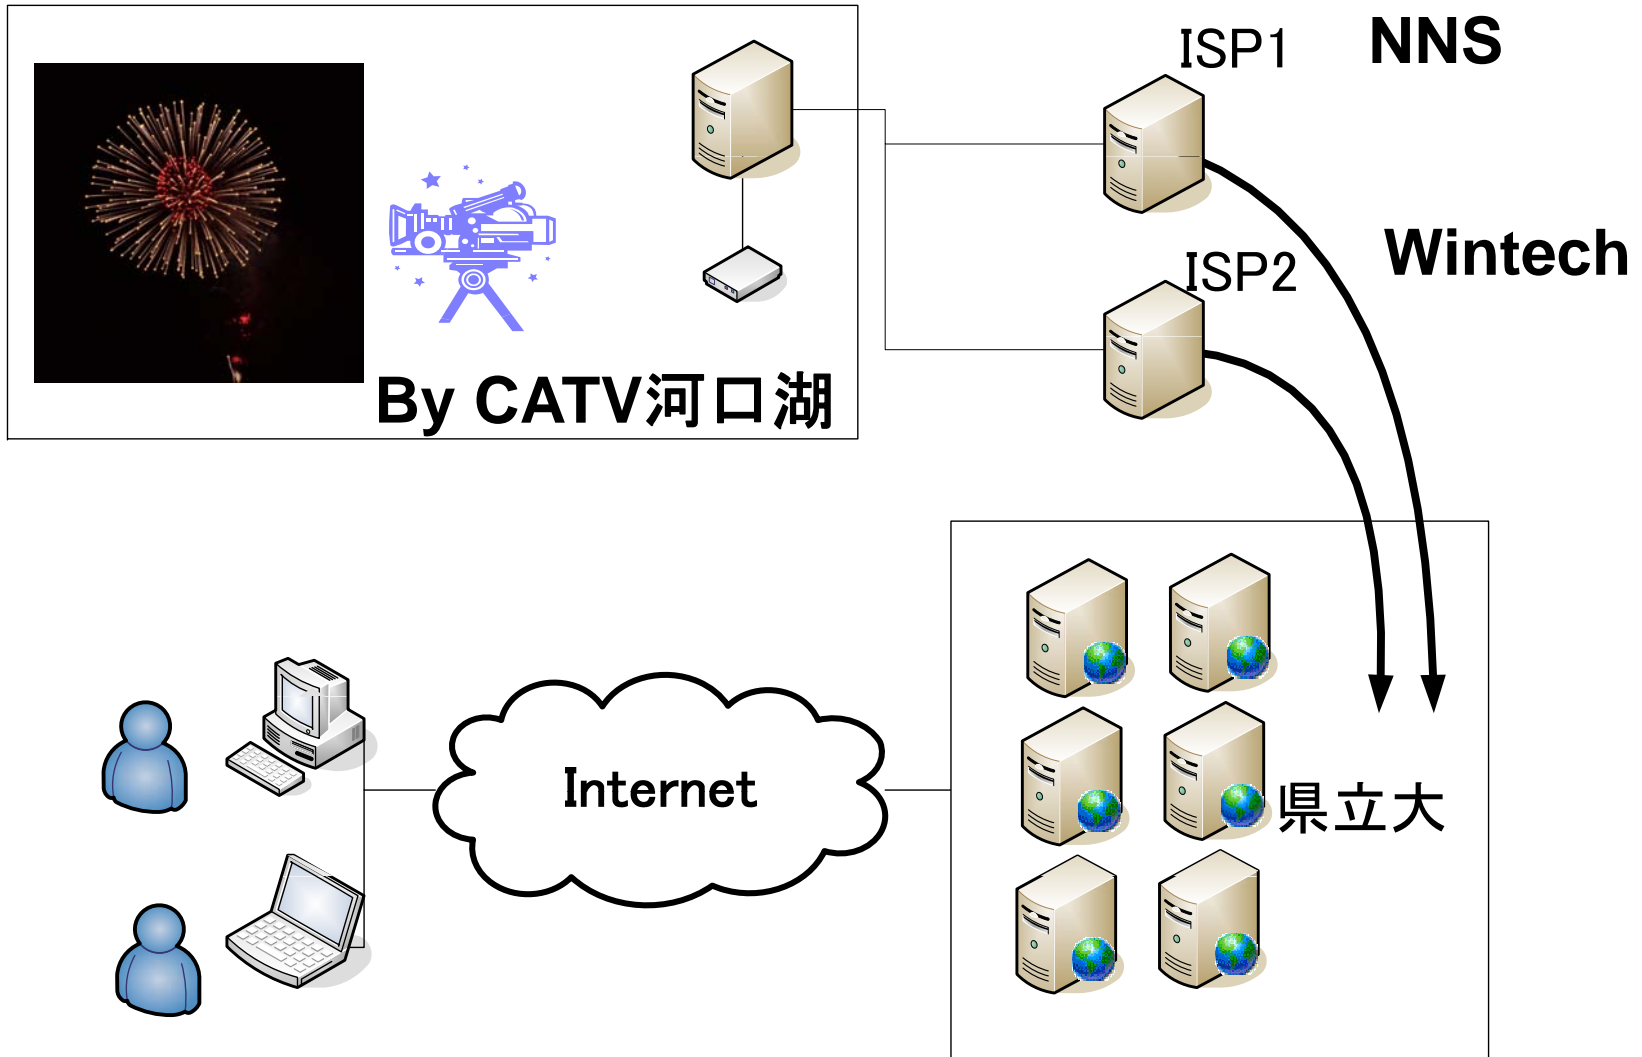 ISP1
NNS
ISP2
Wintech
By CATV河口湖
Internet
県立大